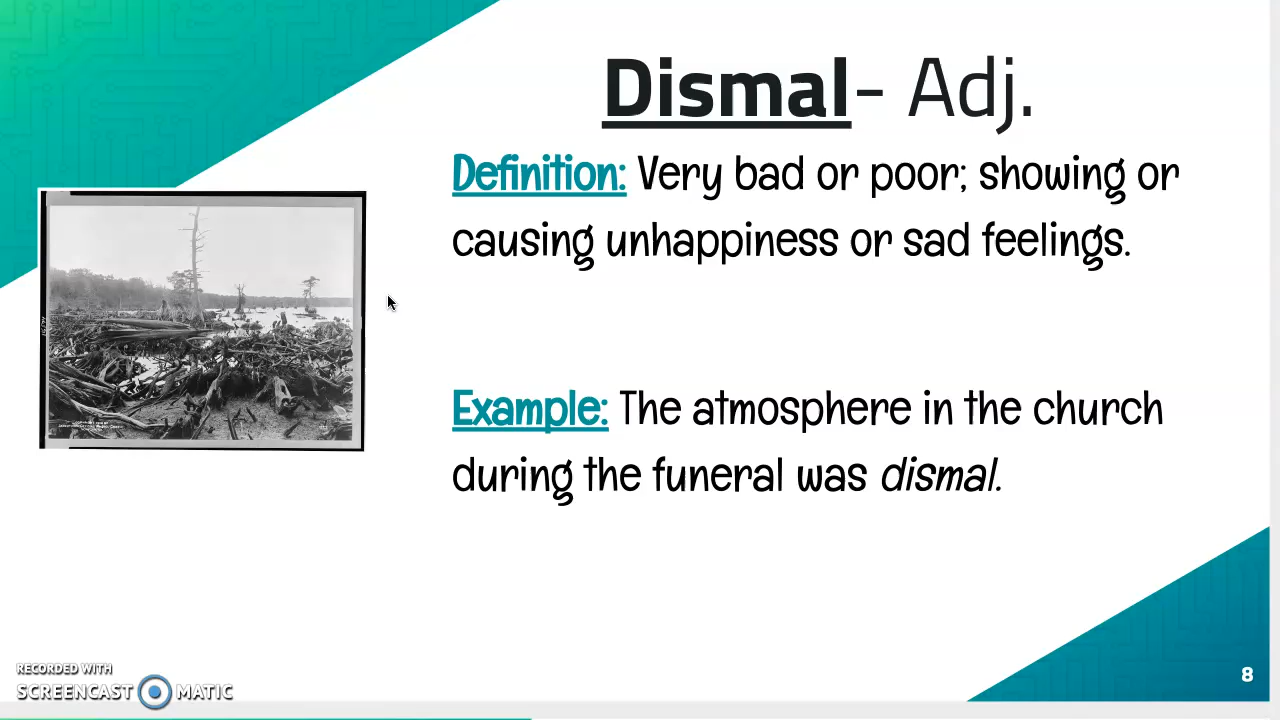 Dismal- Adj.
Definition: Very bad or poor; showing or
causing unhappiness or sad feelings.
Example: The atmosphere in the church
during the funeral was dismal.
RECORDED WITH
SCREENCAST MATIC
8